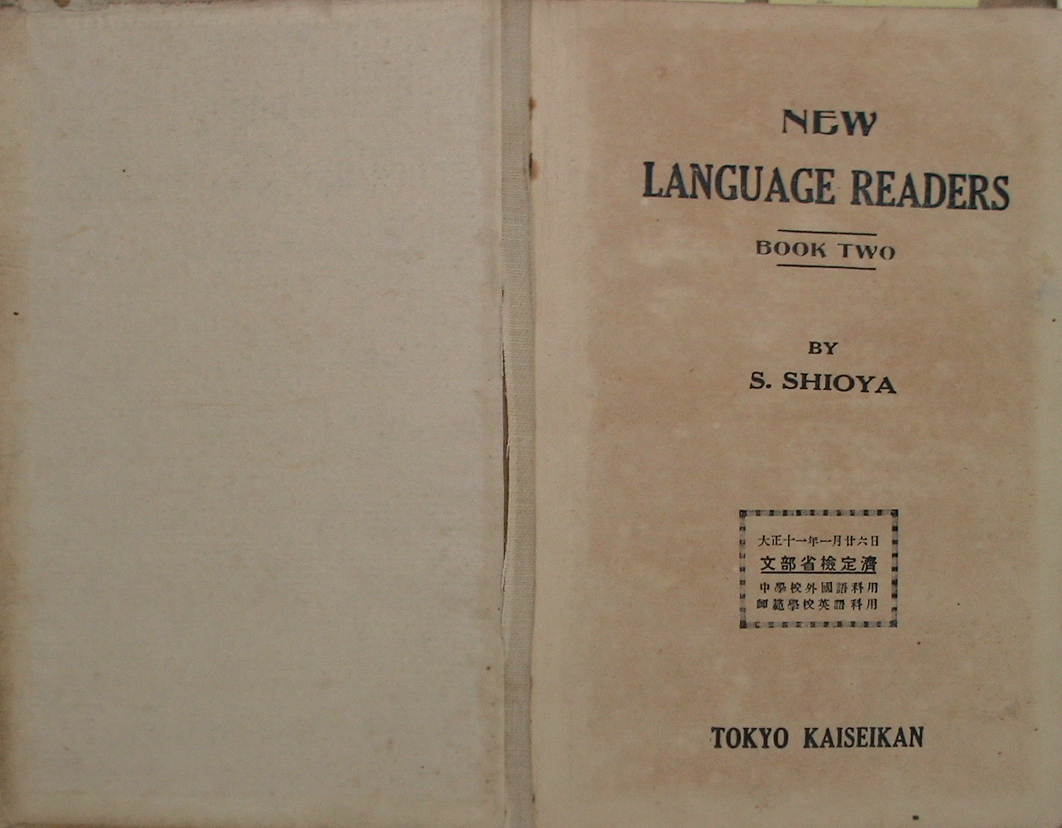 NEW
LANGUAGE READERS
BOOK TWO
BY
S. SHIOYA
大正十一年一月廿六日
文部省檢定濟
中學校外國語科用
師範學校英語科用
TOKYO KAISEIKAN